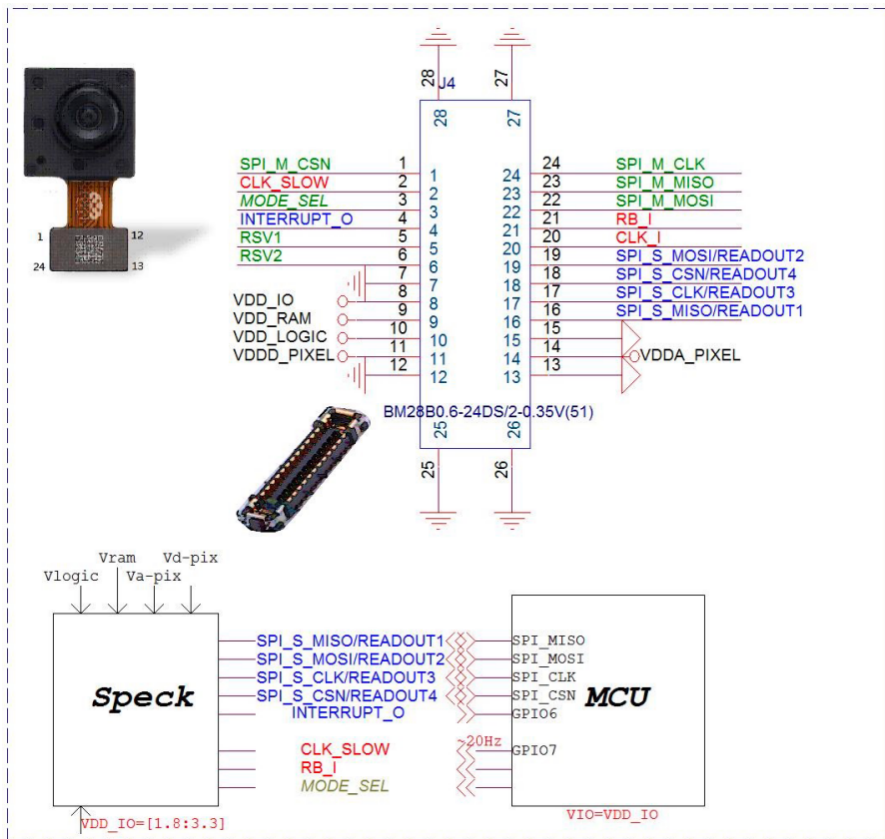 28
27
J4
28
27
SPI_M_CSN 1 1 24 24 SPI_M_CLK
CLK_SLOW 2 2 23 23 SPI_M_MISO
MODE_SEL 3 3 22 22 SPI_M_MOSI
INTERRUPT_O 4 4 21 21 RB_I
RSV1 5 5 20 20 CLK_I
RSV2 6 6 19 19 SPI_S_MOSI/READOUT2
7 7 18 18 SPI_S_CSN/READOUT4
VDD_IO 8 8 17 17 SPI_S_CLK/READOUT3
VDD_RAM 9 9 16 16 SPI_S_MISO/READOUT1
VDD_LOGIC 10 10 15 15
VDDD_PIXEL 11 11 14 14 VDDA_PIXEL
12 12 13 13
1 12
24 13
BM28B0.6-24DS/2-0.35V(51)
25 26
25 26
Vram Vd-pix
Vlogic Va-pix
SPI_S_MISO/READOUT1 SPI_MISO
SPI_S_MOSI/READOUT2 SPI_MOSI
SPI_S_CLK/READOUT3 SPI_CLK
SPI_S_CSN/READOUT4 SPI_CSN
Speck
MCU
INTERRUPT_O GPIO6
~20Hz
CLK_SLOW GPIO7
RB_I
MODE_SEL
VDD_IO=[1.8:3.3]
VIO=VDD_IO